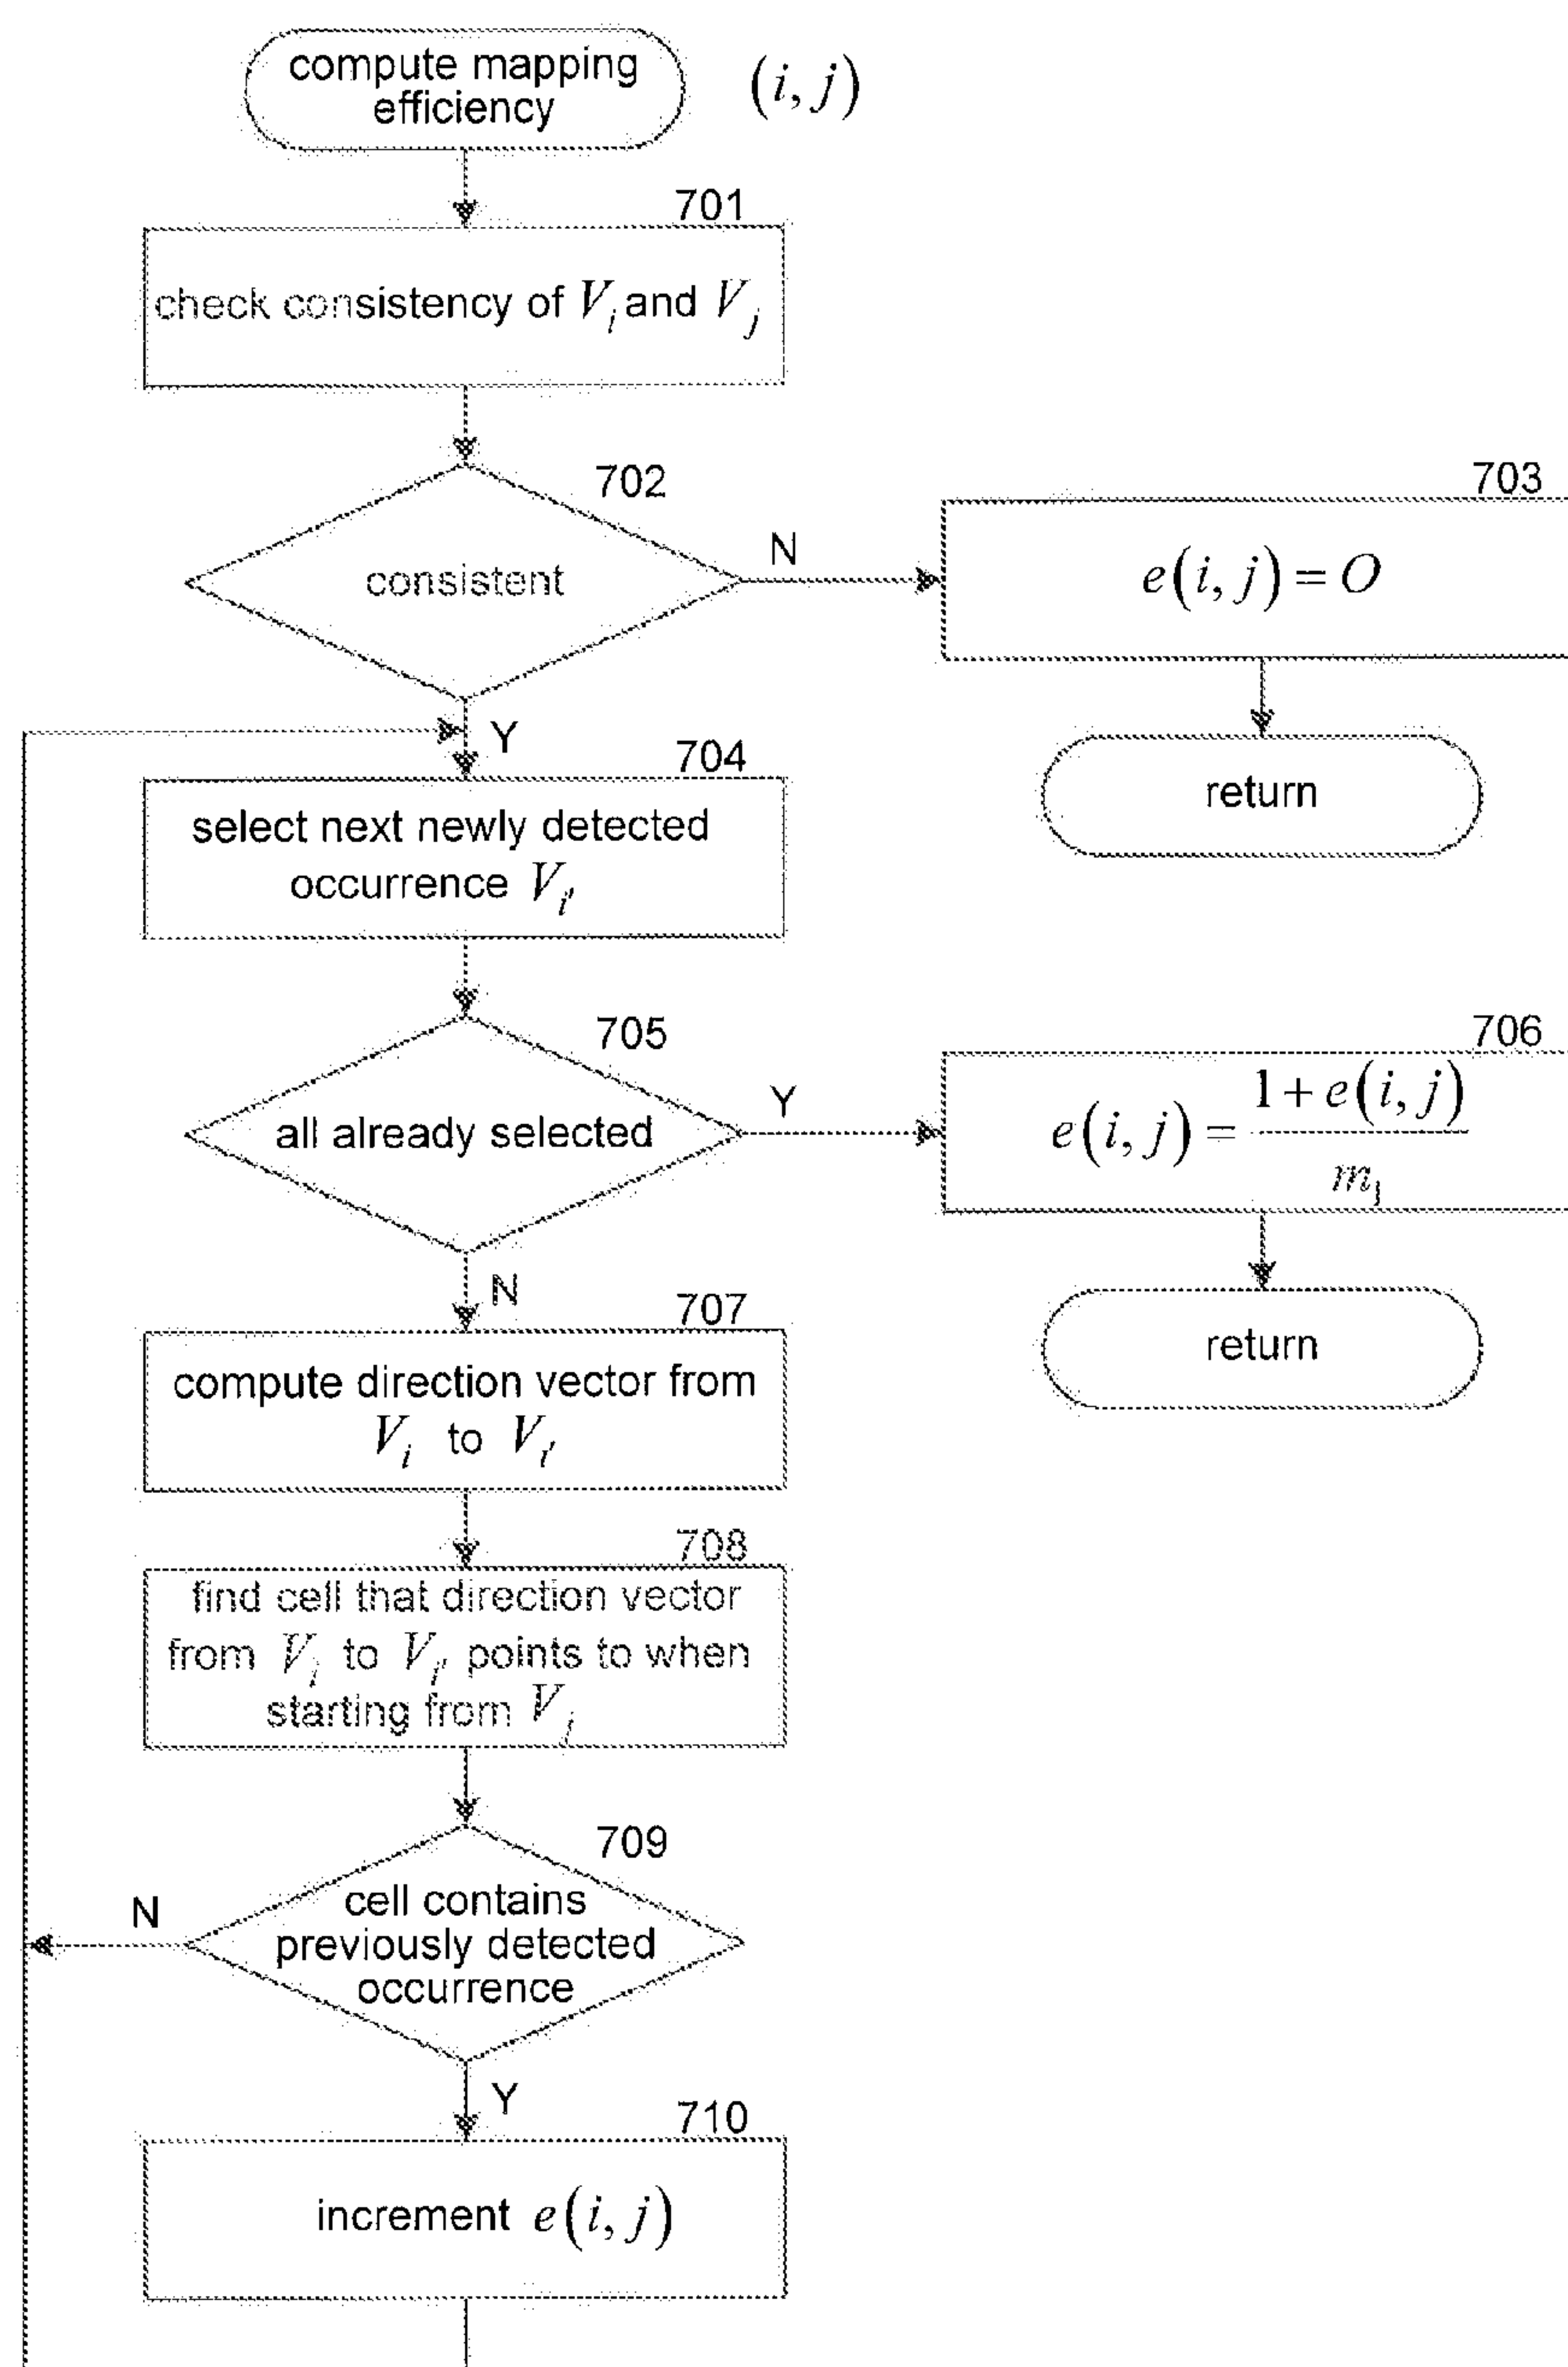 compute mapping
efficiency
(i, j)
701
check consistency of V_i and V_j
702
consistent
N
703
e(i, j) = O
return
Y
704
select next newly detected
occurrence V_i'
705
all already selected
Y
706
e(i, j) = \frac{1 + e(i, j)}{m_j}
return
N
707
compute direction vector from
V_i to V_i'
708
find cell that direction vector
from V_i to V_i' points to when
starting from V_j
709
cell contains
previously detected
occurrence
N
Y
710
increment e(i, j)